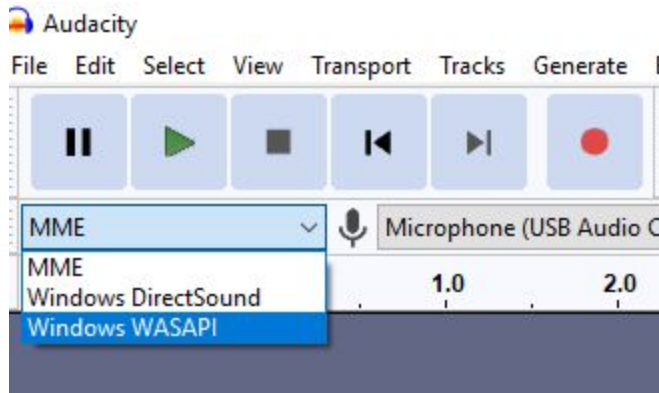 Audacity
File Edit Select View Transport Tracks Generate
MME
Microphone (USB Audio C
MME
Windows DirectSound
Windows WASAPI
1.0 2.0